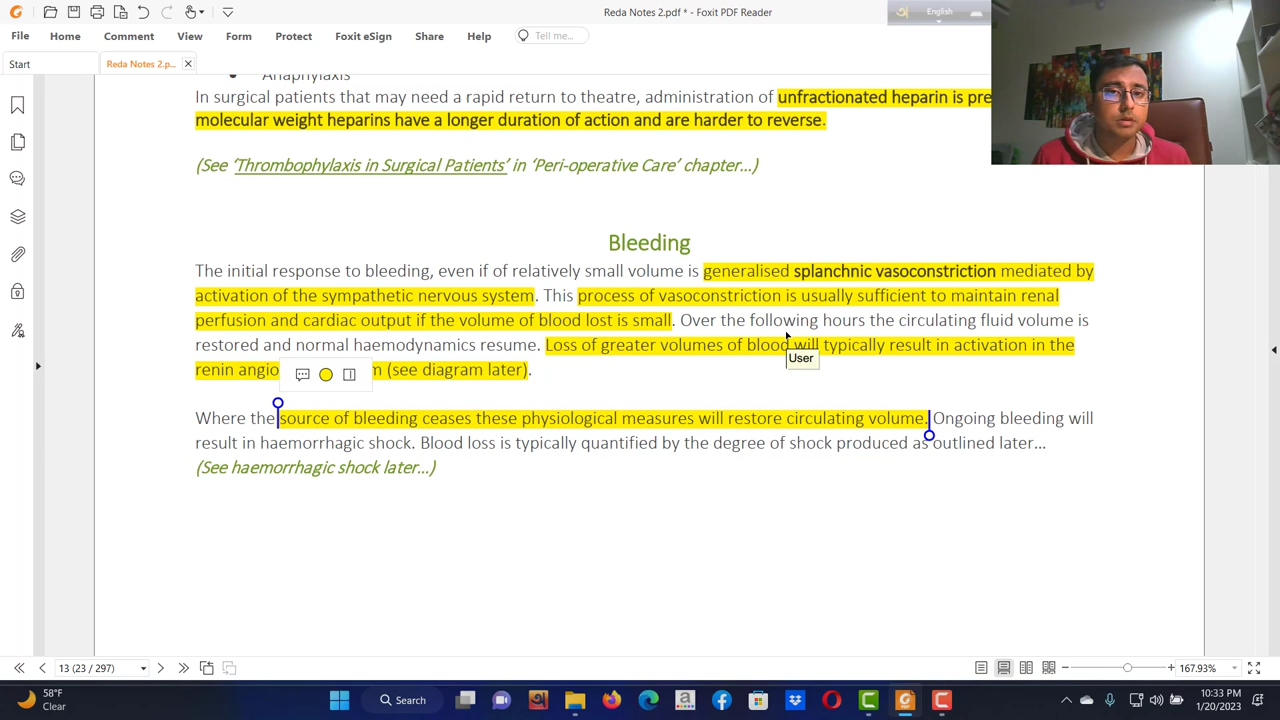 Reda Notes 2.pdf * - Foxit PDF Reader
English
File Home Comment View Form Protect Foxit eSign Share Help Tell me...
Start Reda Notes 2.p...
Anaphylaxis
In surgical patients that may need a rapid return to theatre, administration of unfractionated heparin is pre
molecular weight heparins have a longer duration of action and are harder to reverse.
(See ‘Thrombophylaxis in Surgical Patients’ in ‘Peri-operative Care’ chapter...)
Bleeding
The initial response to bleeding, even if of relatively small volume is generalised splanchnic vasoconstriction mediated by
activation of the sympathetic nervous system. This process of vasoconstriction is usually sufficient to maintain renal
perfusion and cardiac output if the volume of blood lost is small. Over the following hours the circulating fluid volume is
restored and normal haemodynamics resume. Loss of greater volumes of blood will typically result in activation in the
User
renin angio m (see diagram later).
Where the source of bleeding ceases these physiological measures will restore circulating volume. Ongoing bleeding will
result in haemorrhagic shock. Blood loss is typically quantified by the degree of shock produced as outlined later...
(See haemorrhagic shock later...)
13 (23 / 297) 167.93%
58°F
Clear
Search
10:33 PM
1/20/2023